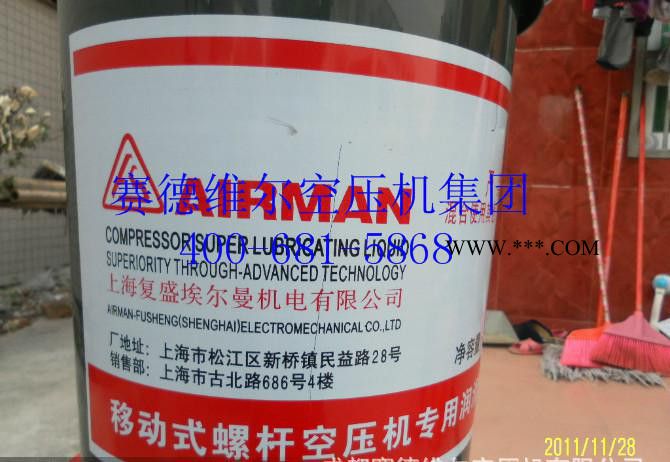 AIRMAN
赛德维尔空压机集团
400-681-5868
WWW.***.COM
COMPRESSOR SUPER LUBRICATING LIQUID
SUPERIORITY THROUGH-ADVANCED TECHNOLOGY
上海复盛埃尔曼机电有限公司
AIRMAN-FUSHENG(SHENGHAI)ELECTROMECHANICAL CO.,LTD
厂地址：上海市松江区新桥镇民益路28号
销售部：上海市古北路686号4楼
净容量
移动式螺杆空压机专用润
2011/11/28